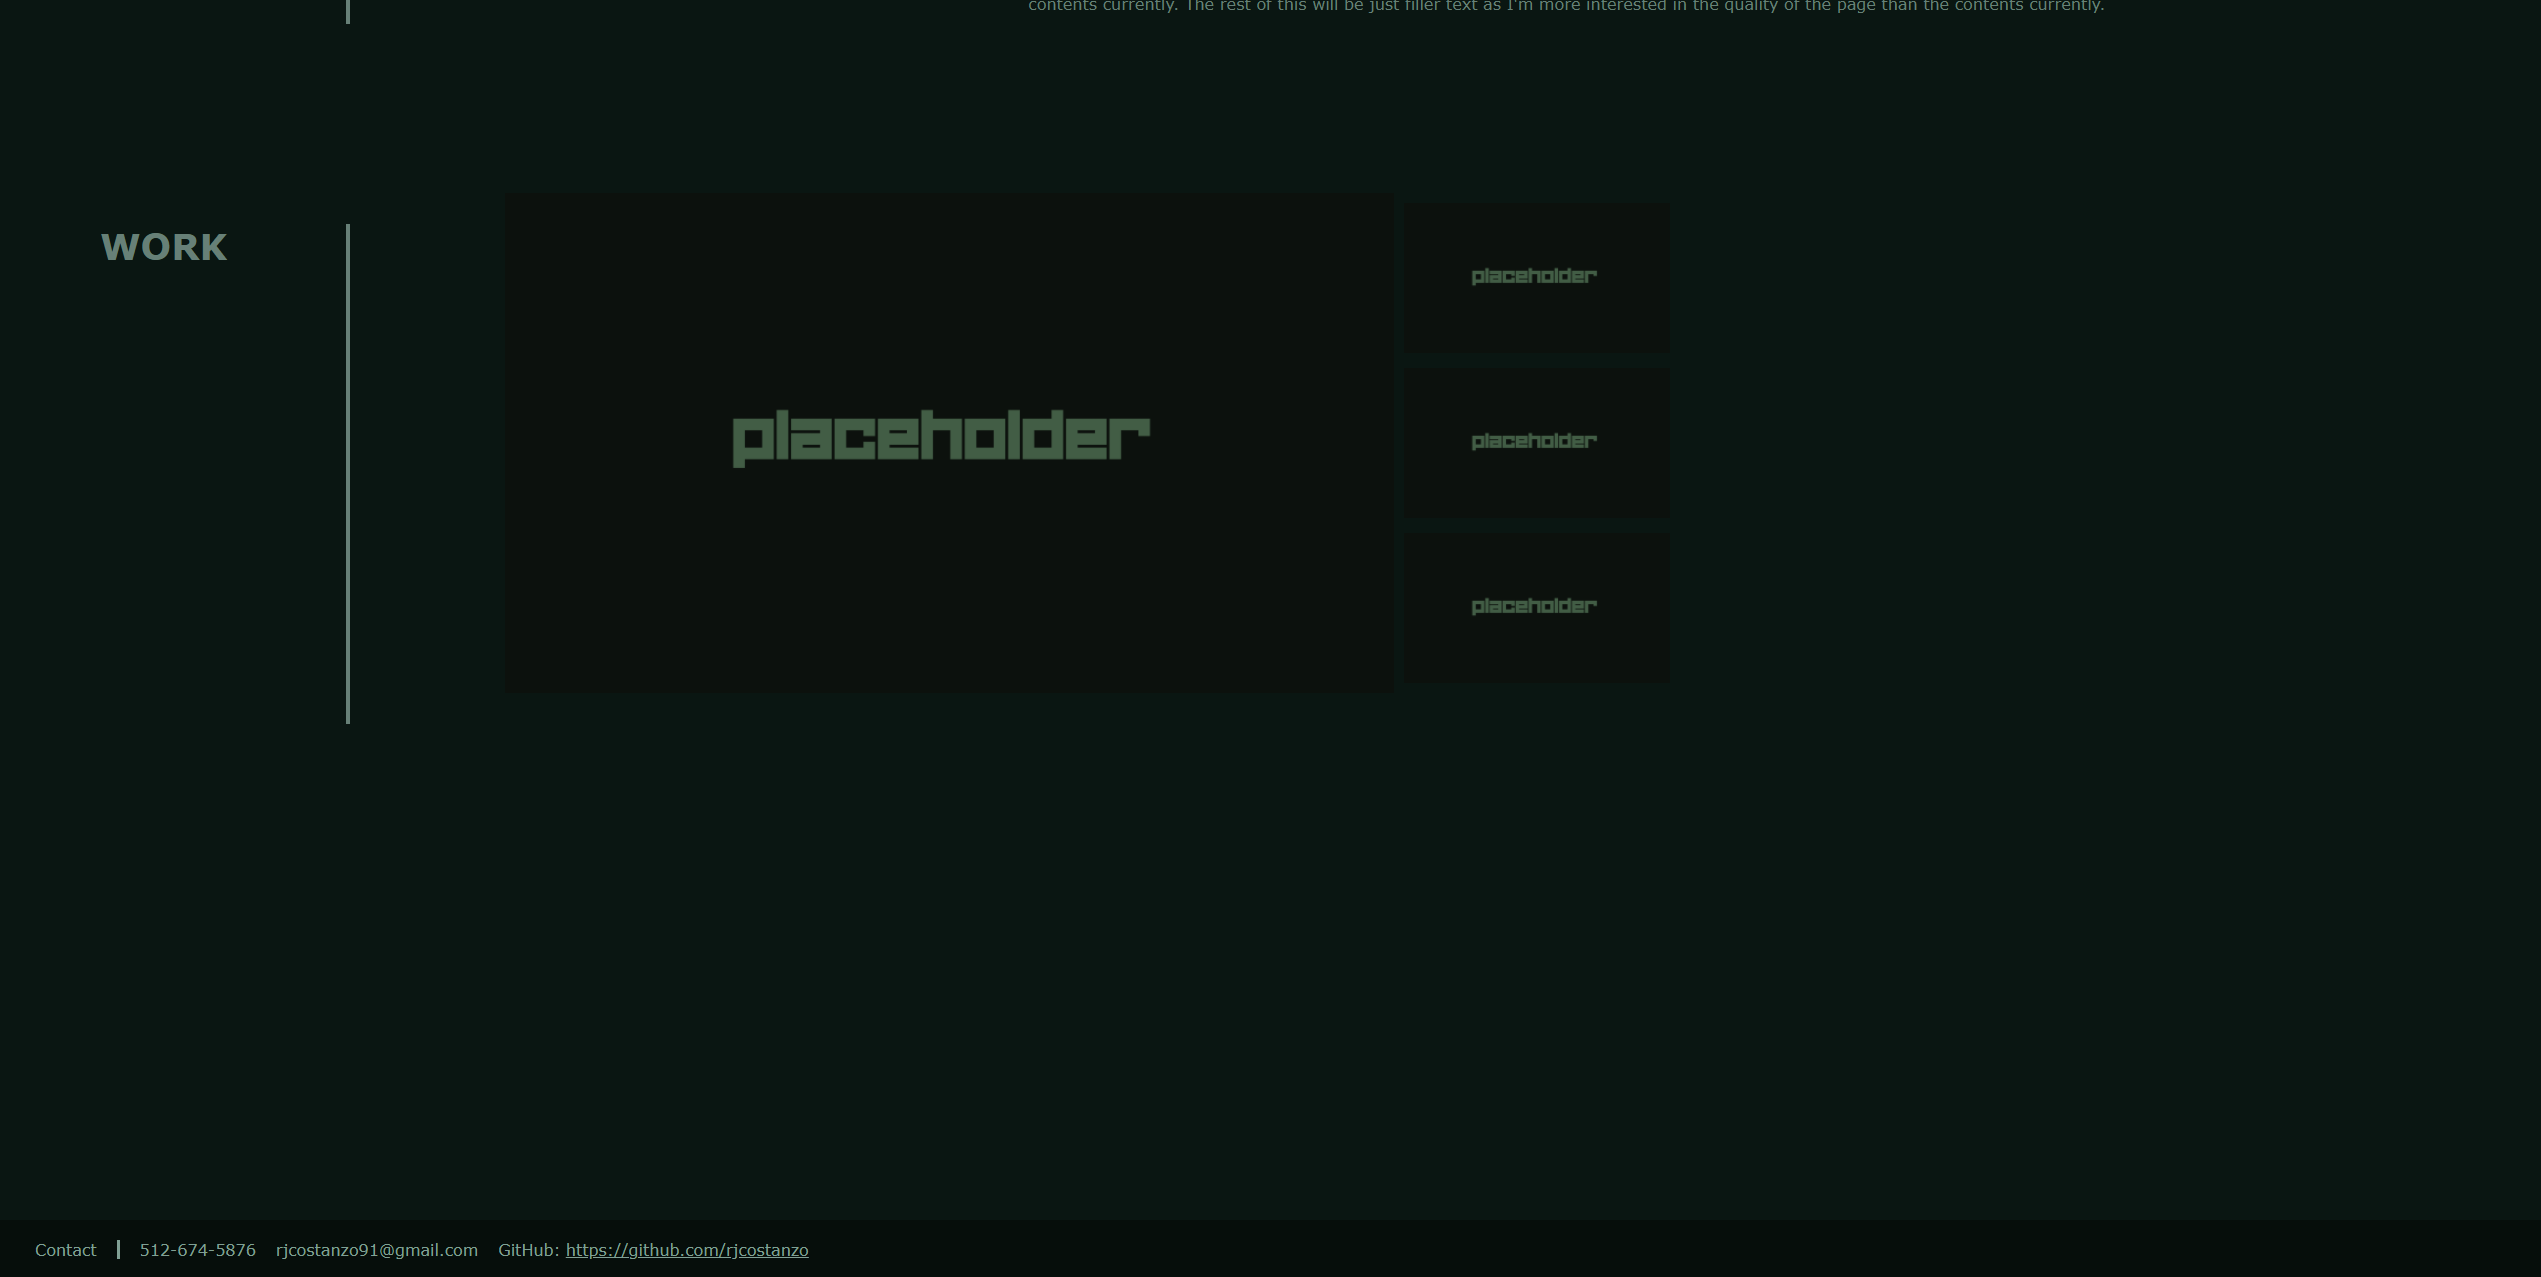 contents currently. The rest of this will be just filler text as I'm more interested in the quality of the page than the contents currently.
WORK
placeholder
placeholder
placeholder
placeholder
Contact 512-674-5876 rjcostanzo91@gmail.com GitHub: https://github.com/rjcostanzo